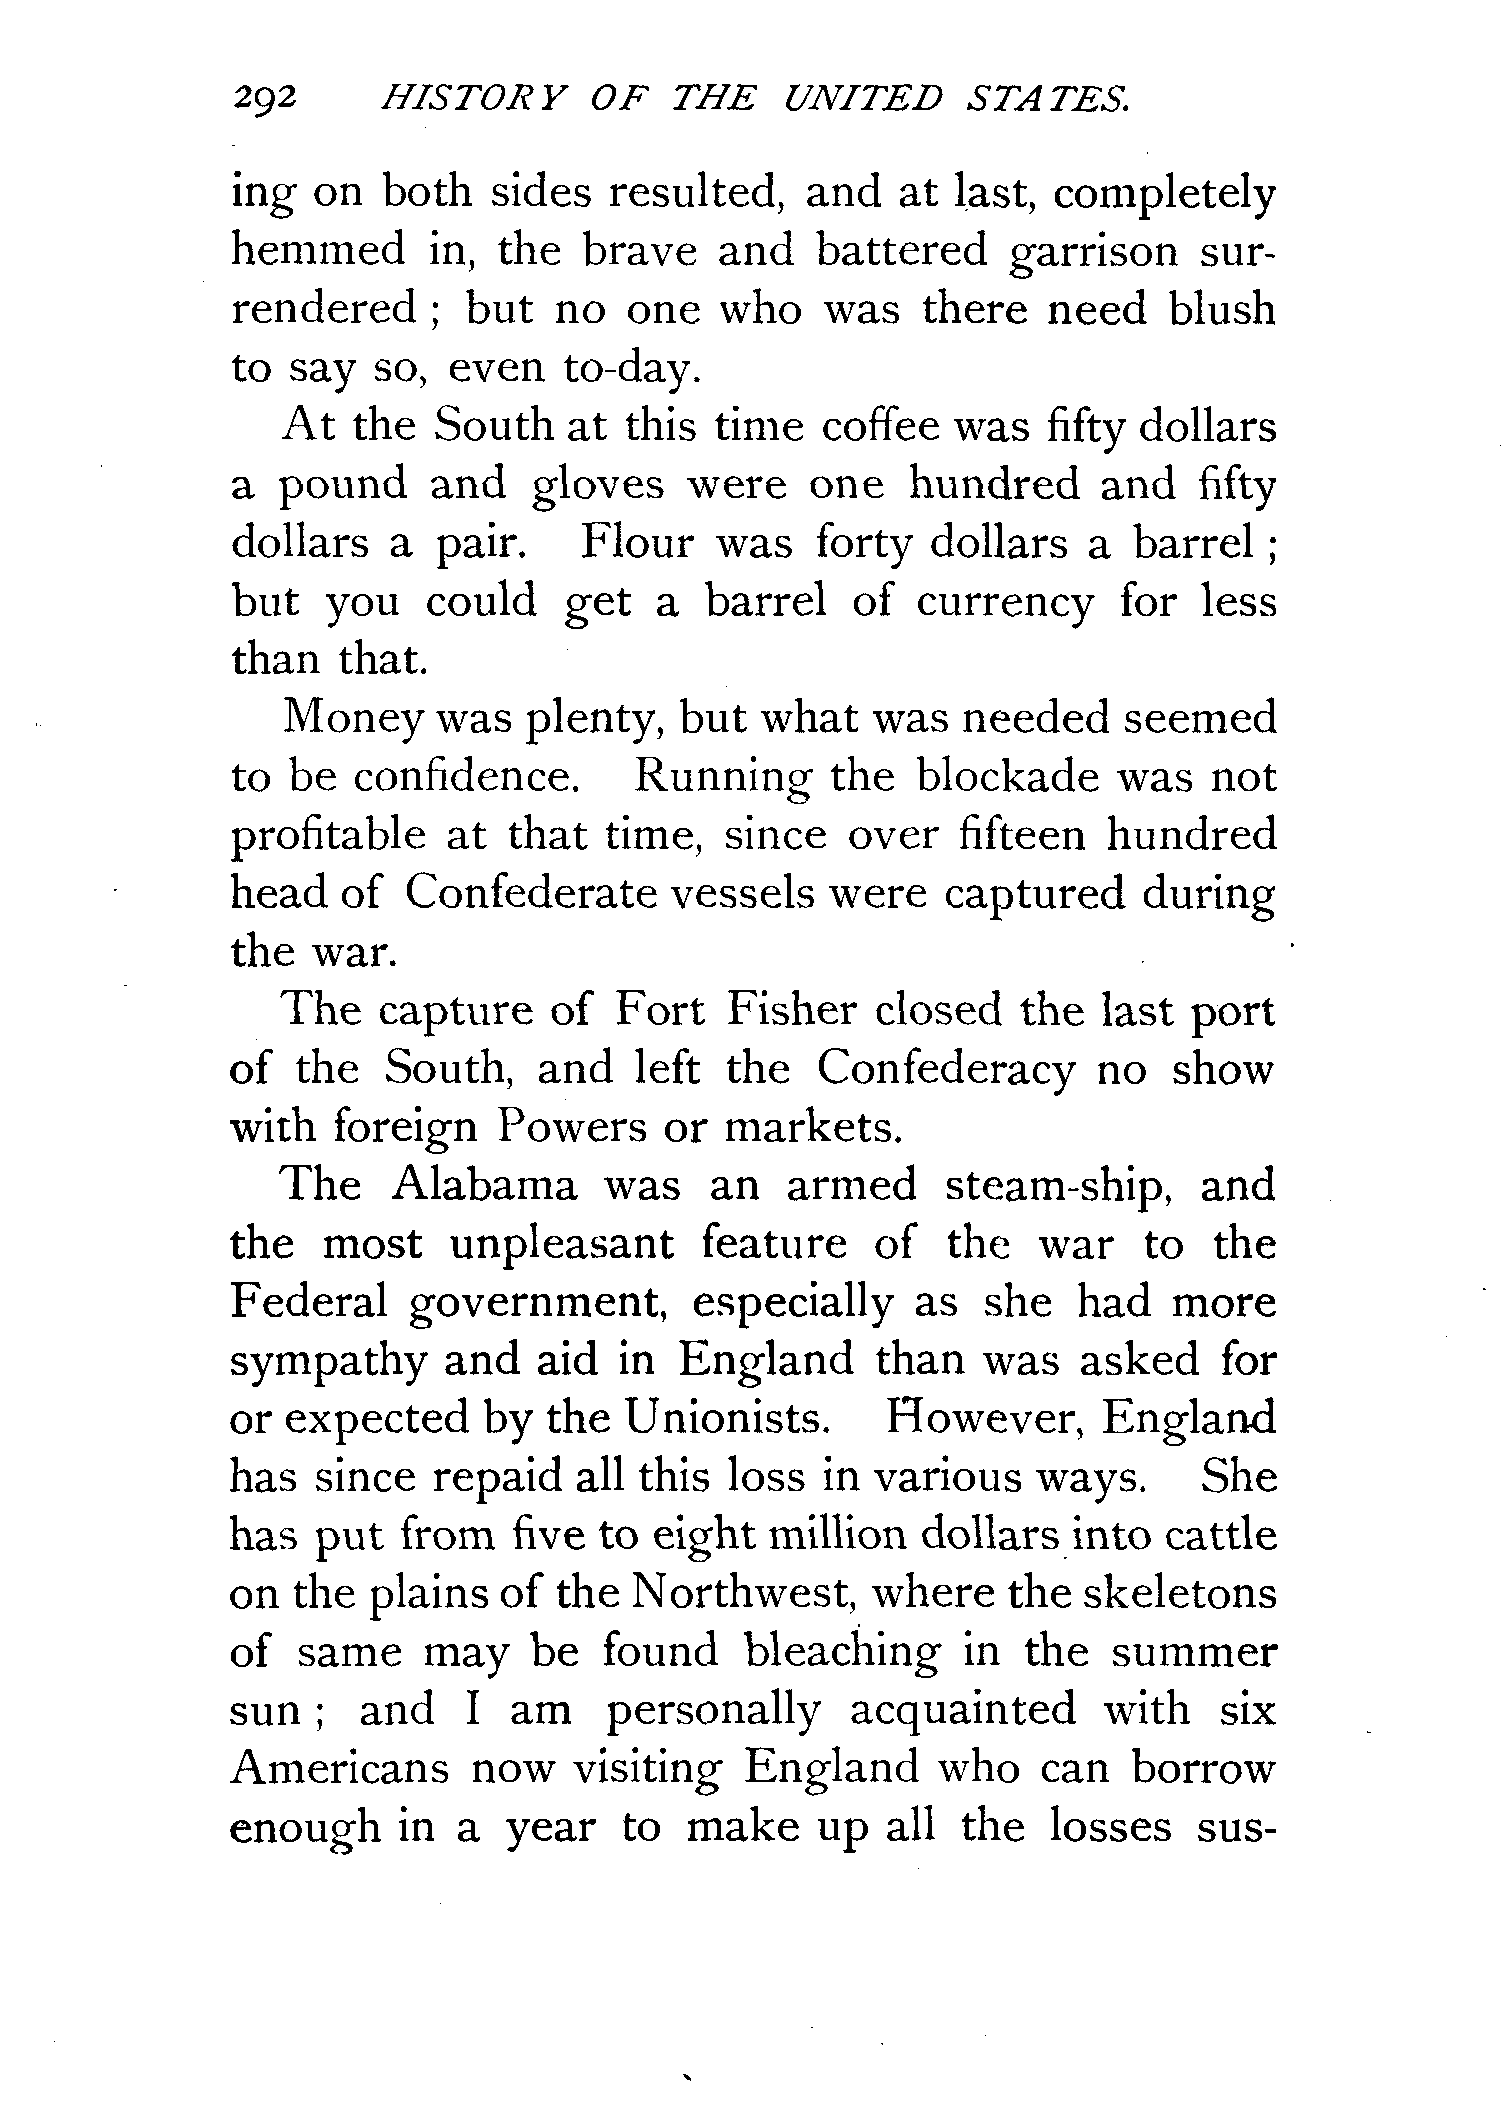 292 HISTORY OF THE UNITED STATES.
ing on both sides resulted, and at last, completely
hemmed in, the brave and battered garrison sur-
rendered ; but no one who was there need blush
to say so, even to-day.
At the South at this time coffee was fifty dollars
a pound and gloves were one hundred and fifty
dollars a pair. Flour was forty dollars a barrel ;
but you could get a barrel of currency for less
than that.
Money was plenty, but what was needed seemed
to be confidence. Running the blockade was not
profitable at that time, since over fifteen hundred
head of Confederate vessels were captured during
the war.
The capture of Fort Fisher closed the last port
of the South, and left the Confederacy no show
with foreign Powers or markets.
The Alabama was an armed steam-ship, and
the most unpleasant feature of the war to the
Federal government, especially as she had more
sympathy and aid in England than was asked for
or expected by the Unionists. However, England
has since repaid all this loss in various ways. She
has put from five to eight million dollars into cattle
on the plains of the Northwest, where the skeletons
of same may be found bleaching in the summer
sun ; and I am personally acquainted with six
Americans now visiting England who can borrow
enough in a year to make up all the losses sus-